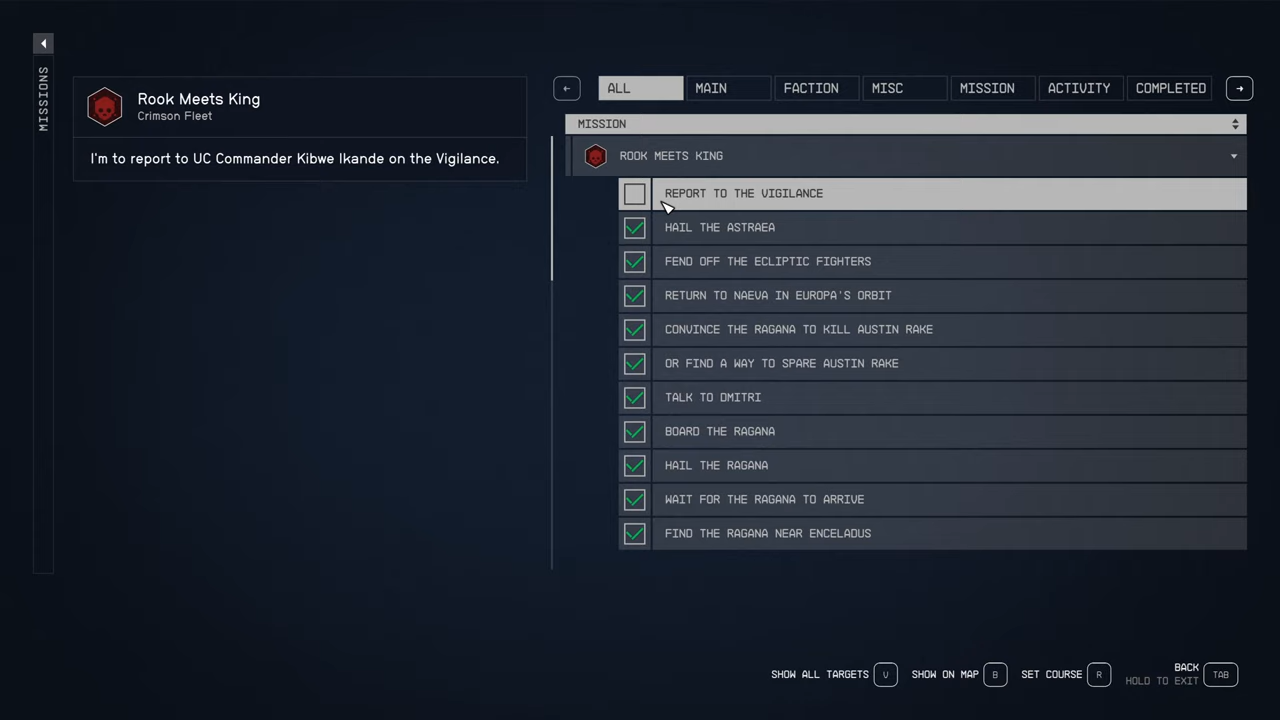 MISSIONS
Rook Meets King
Crimson Fleet
I'm to report to UC Commander Kibwe Ikande on the Vigilance.
ALL MAIN FACTION MISC MISSION ACTIVITY COMPLETED
MISSION
ROOK MEETS KING
REPORT TO THE VIGILANCE
HAIL THE ASTRAEA
FEND OFF THE ECLIPTIC FIGHTERS
RETURN TO NAEVA IN EUROPA'S ORBIT
CONVINCE THE RAGANA TO KILL AUSTIN RAKE
OR FIND A WAY TO SPARE AUSTIN RAKE
TALK TO DMITRI
BOARD THE RAGANA
HAIL THE RAGANA
WAIT FOR THE RAGANA TO ARRIVE
FIND THE RAGANA NEAR ENCELADUS
SHOW ALL TARGETS V SHOW ON MAP B SET COURSE R BACK TAB
HOLD TO EXIT